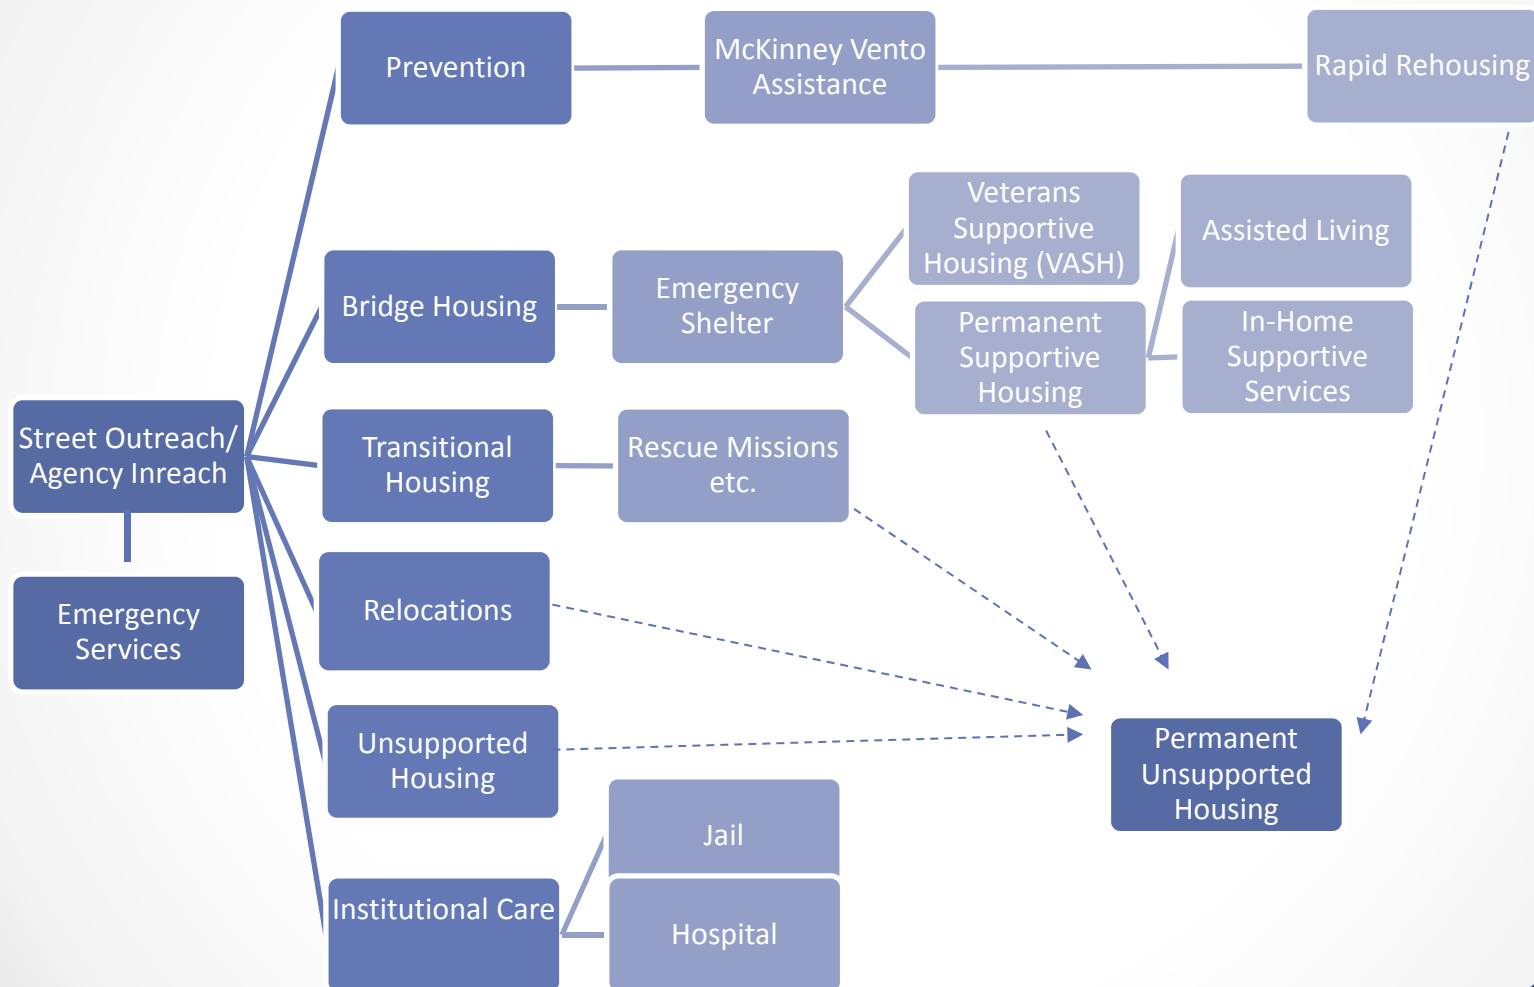 Prevention
McKinney Vento
Assistance
Rapid Rehousing
Bridge Housing
Emergency
Shelter
Veterans
Supportive
Housing (VASH)
Assisted Living
Permanent
Supportive
Housing
In-Home
Supportive
Services
Street Outreach/
Agency Inreach
Transitional
Housing
Rescue Missions
etc.
Emergency
Services
Relocations
Unsupported
Housing
Permanent
Unsupported
Housing
Institutional Care
Jail
Hospital